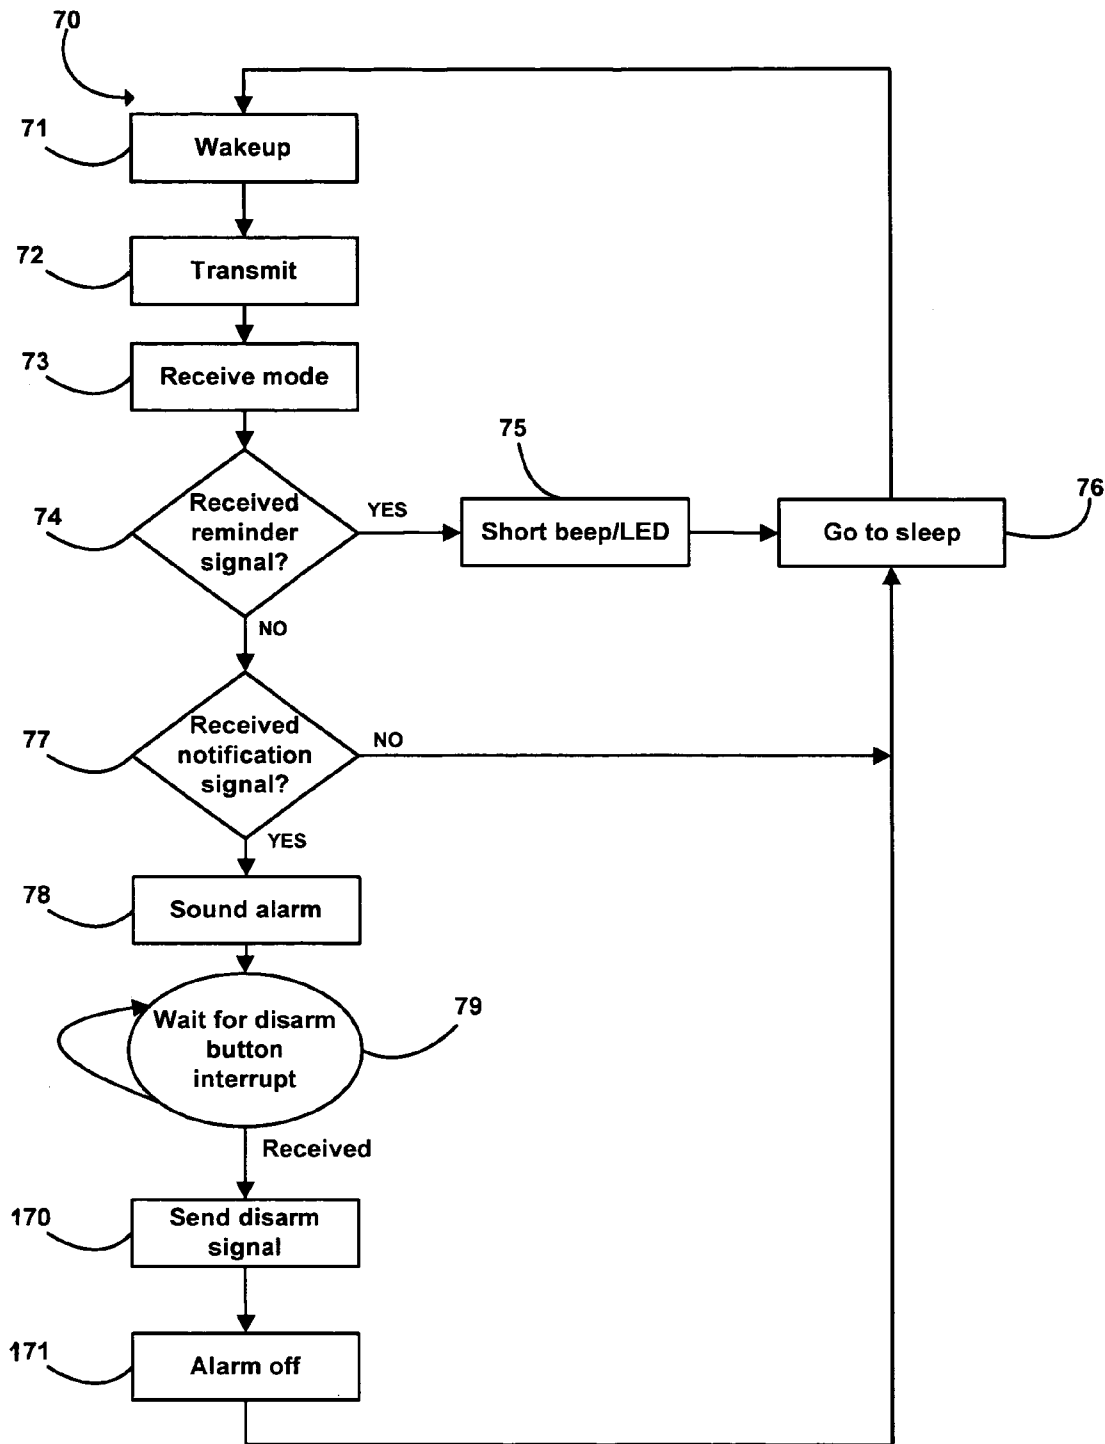 70
71
Wakeup
72
Transmit
73
Receive mode
74
Received
reminder
signal?
YES
75
Short beep/LED
76
Go to sleep
NO
77
Received
notification
signal?
NO
YES
78
Sound alarm
79
Wait for disarm
button
interrupt
Received
170
Send disarm
signal
171
Alarm off